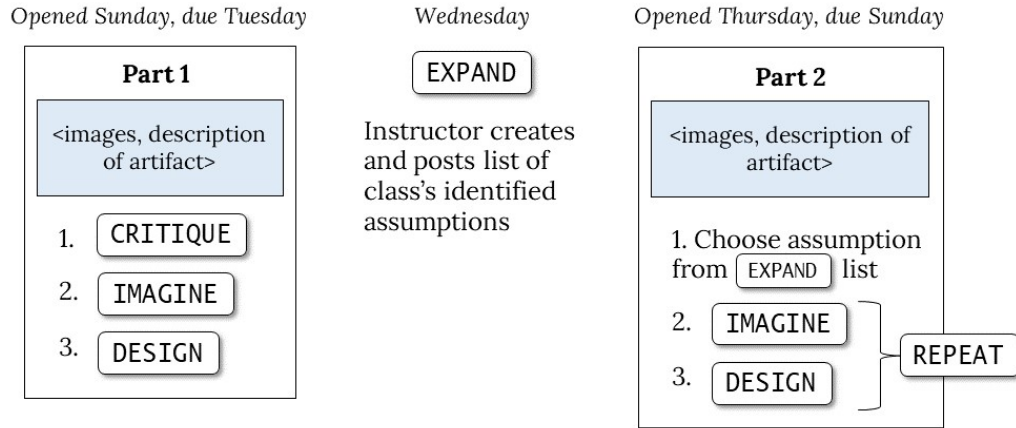 Opened Sunday, due Tuesday
Part 1
<images, description
of artifact>
1. CRITIQUE
2. IMAGINE
3. DESIGN
Wednesday
EXPAND
Instructor creates
and posts list of
class's identified
assumptions
Opened Thursday, due Sunday
Part 2
<images, description of
artifact>
1. Choose assumption
from EXPAND list
2. IMAGINE
3. DESIGN
REPEAT